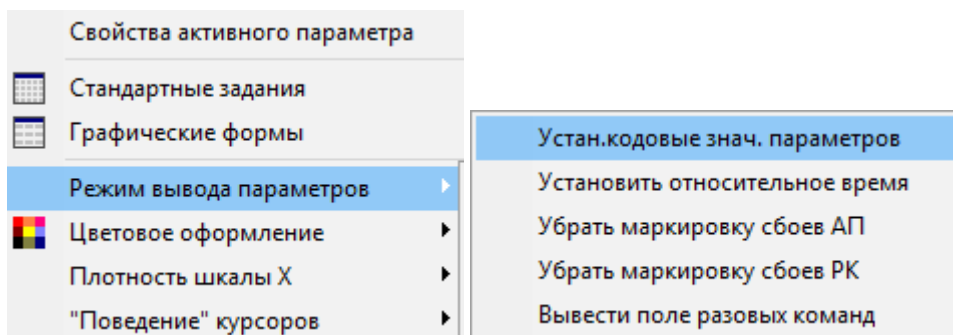 Свойства активного параметра
Стандартные задания
Графические формы
Режим вывода параметров
Цветовое оформление
Плотность шкалы X
"Поведение" курсоров
Устан.кодовые знач. параметров
Установить относительное время
Убрать маркировку сбоев АП
Убрать маркировку сбоев РК
Вывести поле разовых команд